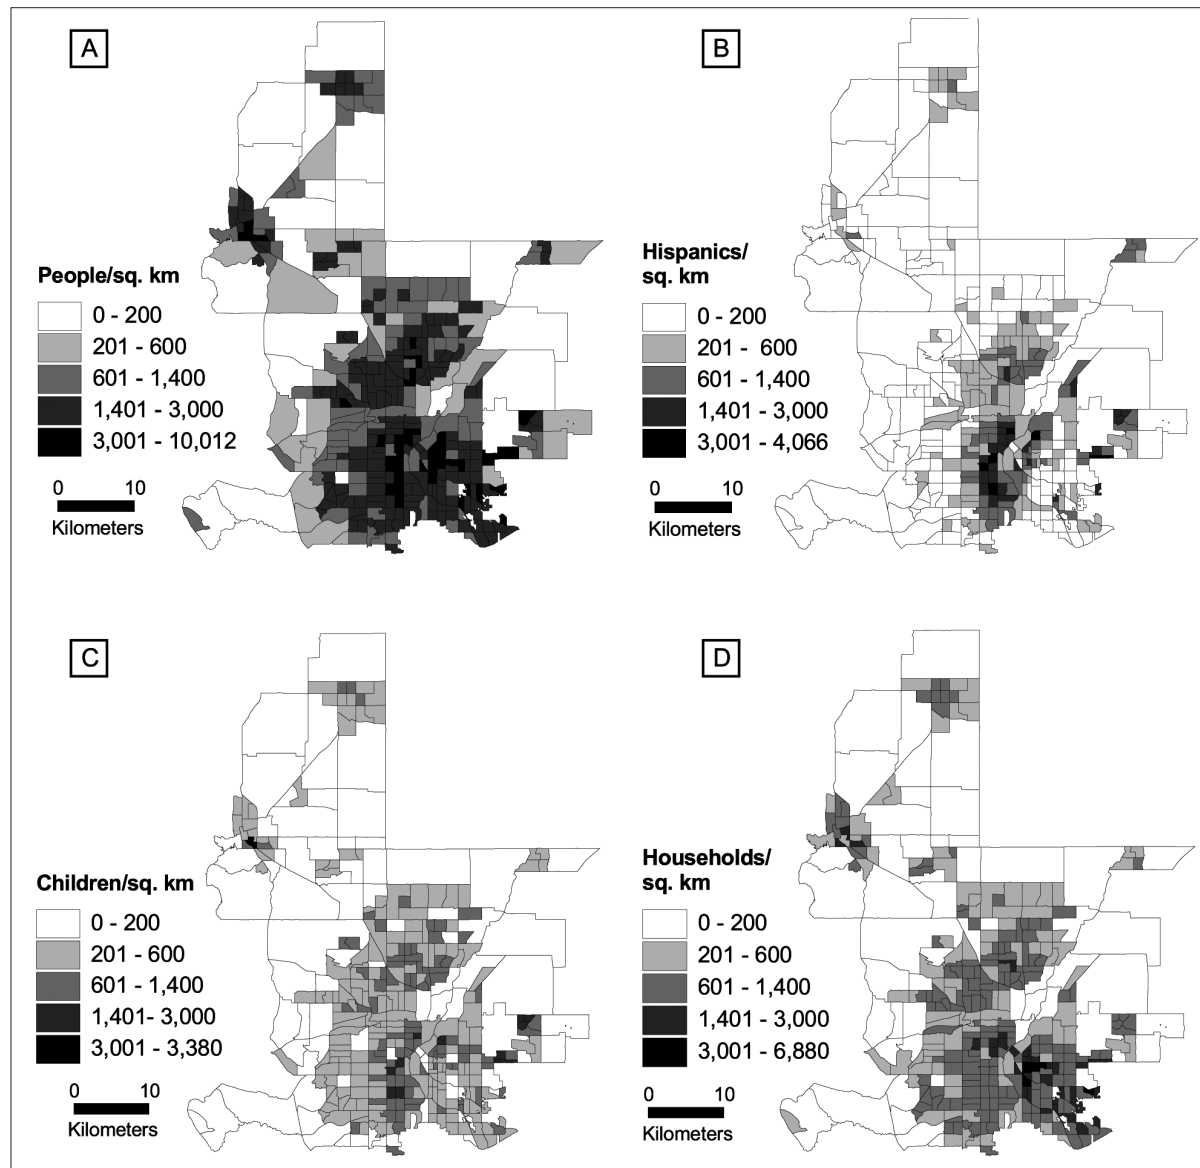 A
People/sq. km
0 - 200
201 - 600
601 - 1,400
1,401 - 3,000
3,001 - 10,012
0 10
Kilometers
B
Hispanics/
sq. km
0 - 200
201 - 600
601 - 1,400
1,401 - 3,000
3,001 - 4,066
0 10
Kilometers
C
Children/sq. km
0 - 200
201 - 600
601 - 1,400
1,401- 3,000
3,001 - 3,380
0 10
Kilometers
D
Households/
sq. km
0 - 200
201 - 600
601 - 1,400
1,401 - 3,000
3,001 - 6,880
0 10
Kilometers